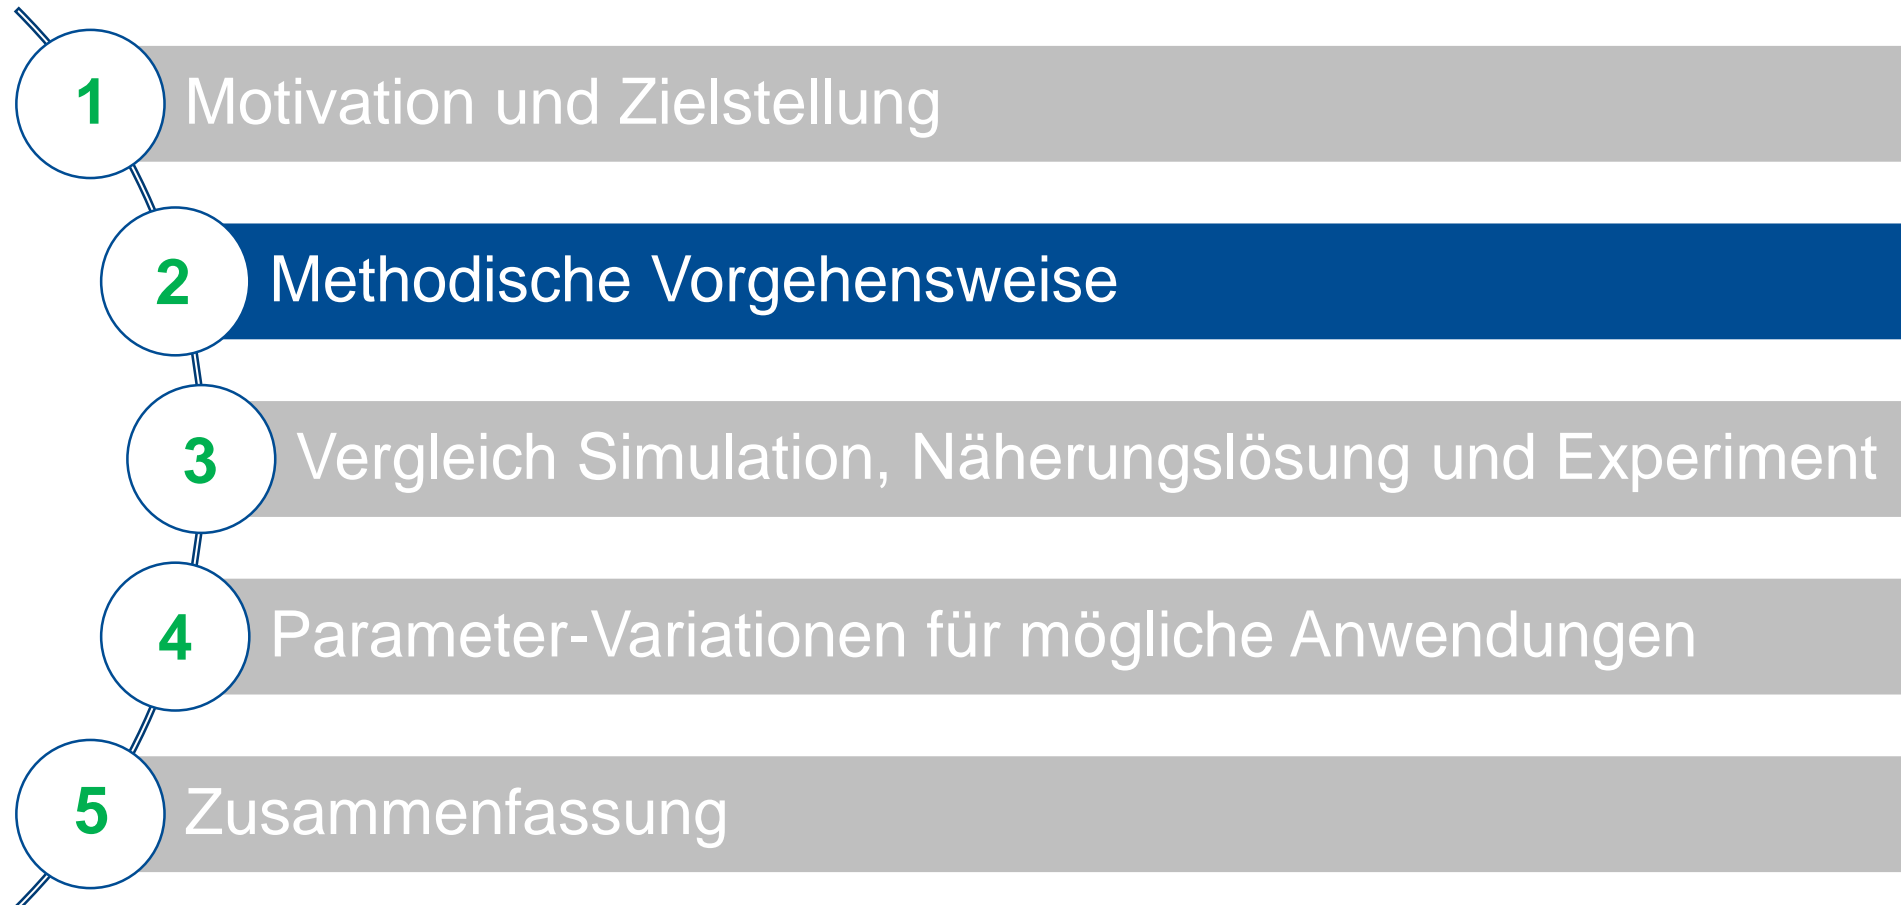 1 Motivation und Zielstellung
2 Methodische Vorgehensweise
3 Vergleich Simulation, Näherungslösung und Experiment
4 Parameter-Variationen für mögliche Anwendungen
5 Zusammenfassung